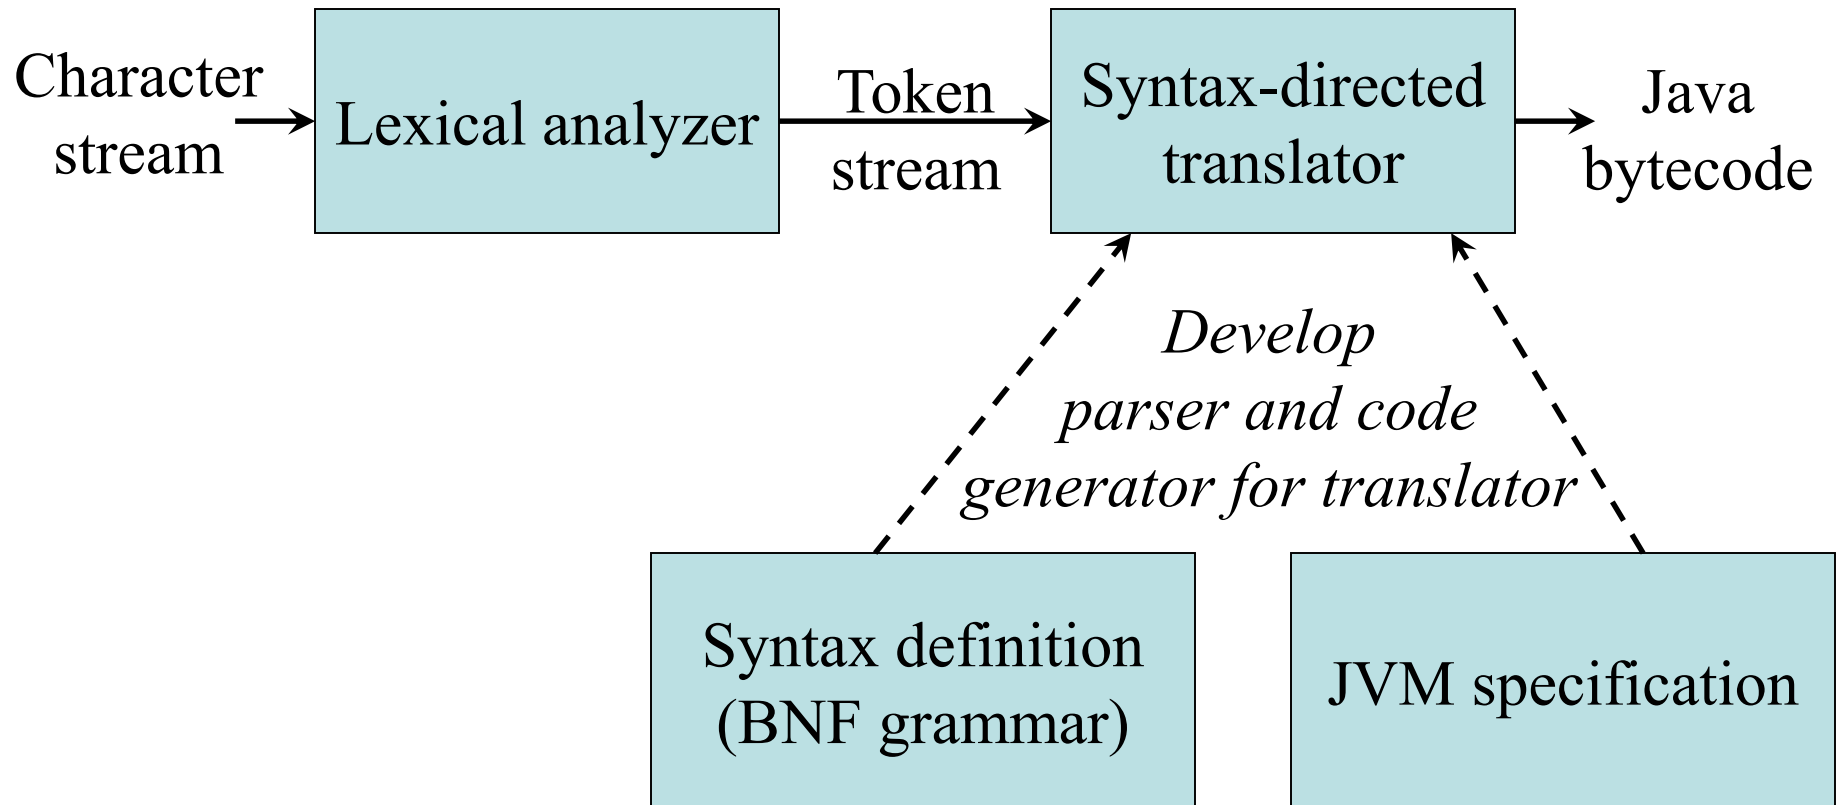 Character
stream
Lexical analyzer
Token
stream
Syntax-directed
translator
Java
bytecode
Develop
parser and code
generator for translator
Syntax definition
(BNF grammar)
JVM specification